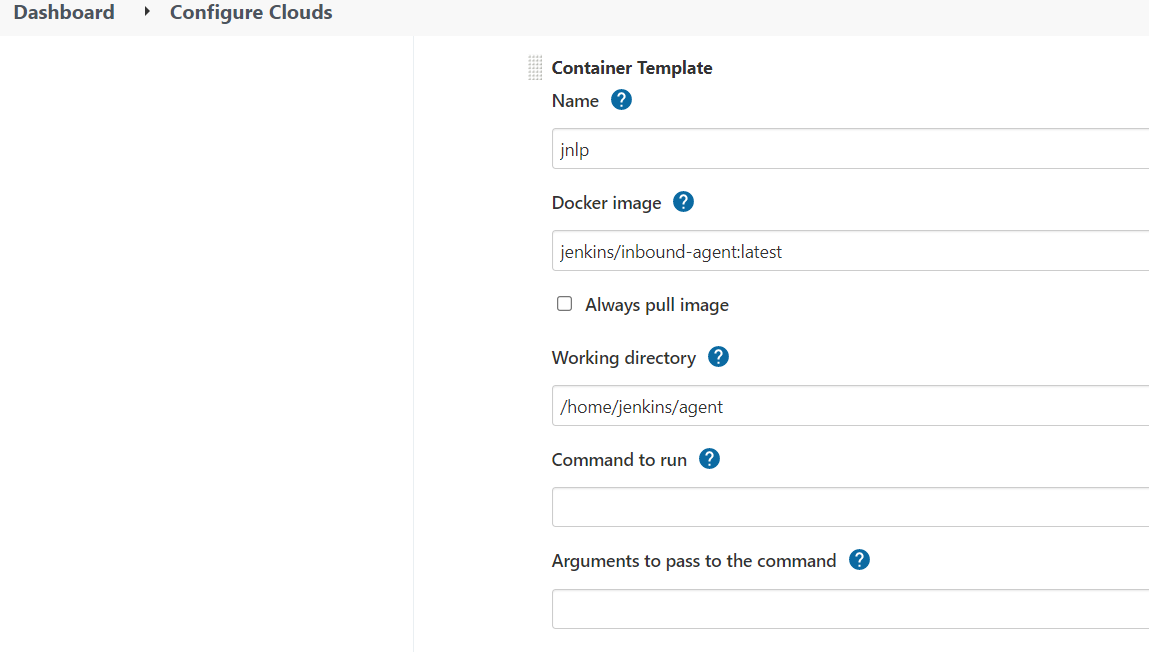 Dashboard
Configure Clouds
Container Template
Name ?
jnlp
Docker image ?
jenkins/inbound-agent:latest
Always pull image
Working directory ?
/home/jenkins/agent
Command to run ?
Arguments to pass to the command ?